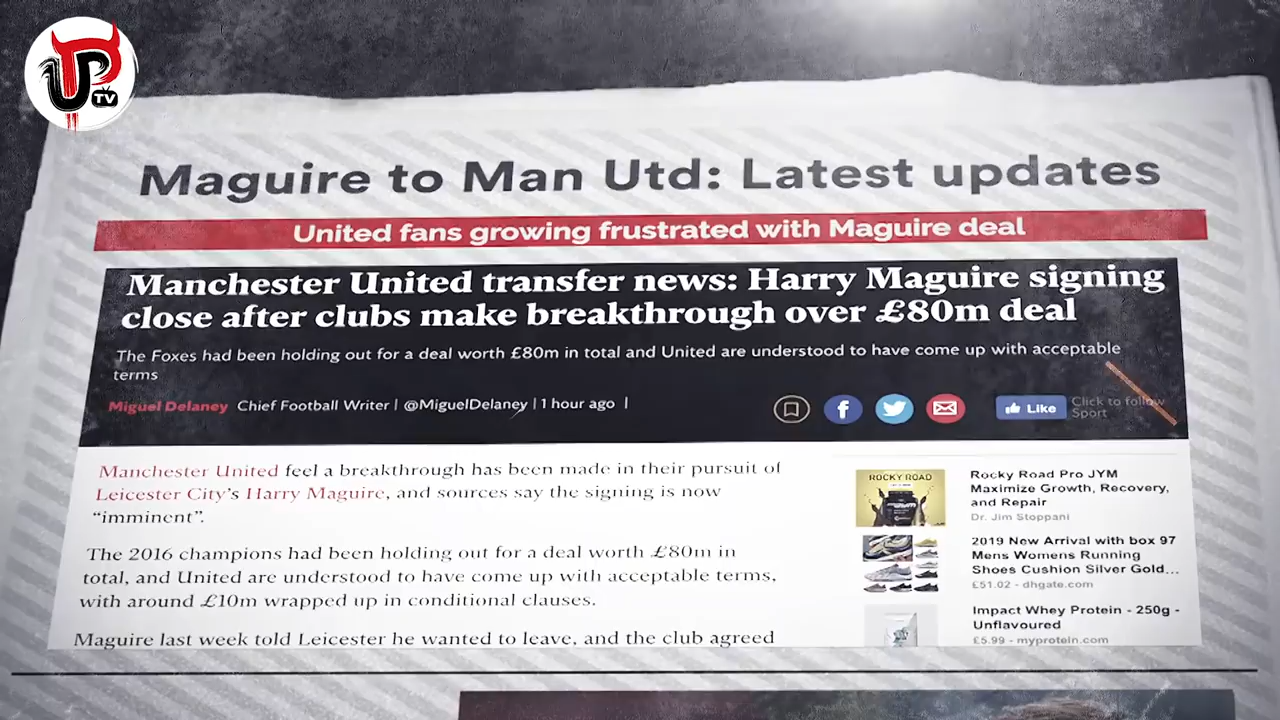 UP
TV
Maguire to Man Utd: Latest updates
United fans growing frustrated with Maguire deal
Manchester United transfer news: Harry Maguire signing
close after clubs make breakthrough over £80m deal
The Foxes had been holding out for a deal worth £80m in total and United are understood to have come up with acceptable
terms
Miguel Delaney Chief Football Writer | @MiguelDelaney | 1 hour ago |
Like
Click to follow
Sport
Manchester United feel a breakthrough has been made in their pursuit of
Leicester City's Harry Maguire, and sources say the signing is now
“imminent”.
The 2016 champions had been holding out for a deal worth £80m in
total, and United are understood to have come up with acceptable terms,
with around £10m wrapped up in conditional clauses.
Maguire last week told Leicester he wanted to leave, and the club agreed
ROCKY ROAD
Rocky Road Pro JYM
Maximize Growth, Recovery,
and Repair
Dr. Jim Stoppani
2019 New Arrival with box 97
Mens Womens Running
Shoes Cushion Silver Gold...
£51.02 - dhgate.com
Impact Whey Protein - 250g -
Unflavoured
£5.99 - myprotein.com